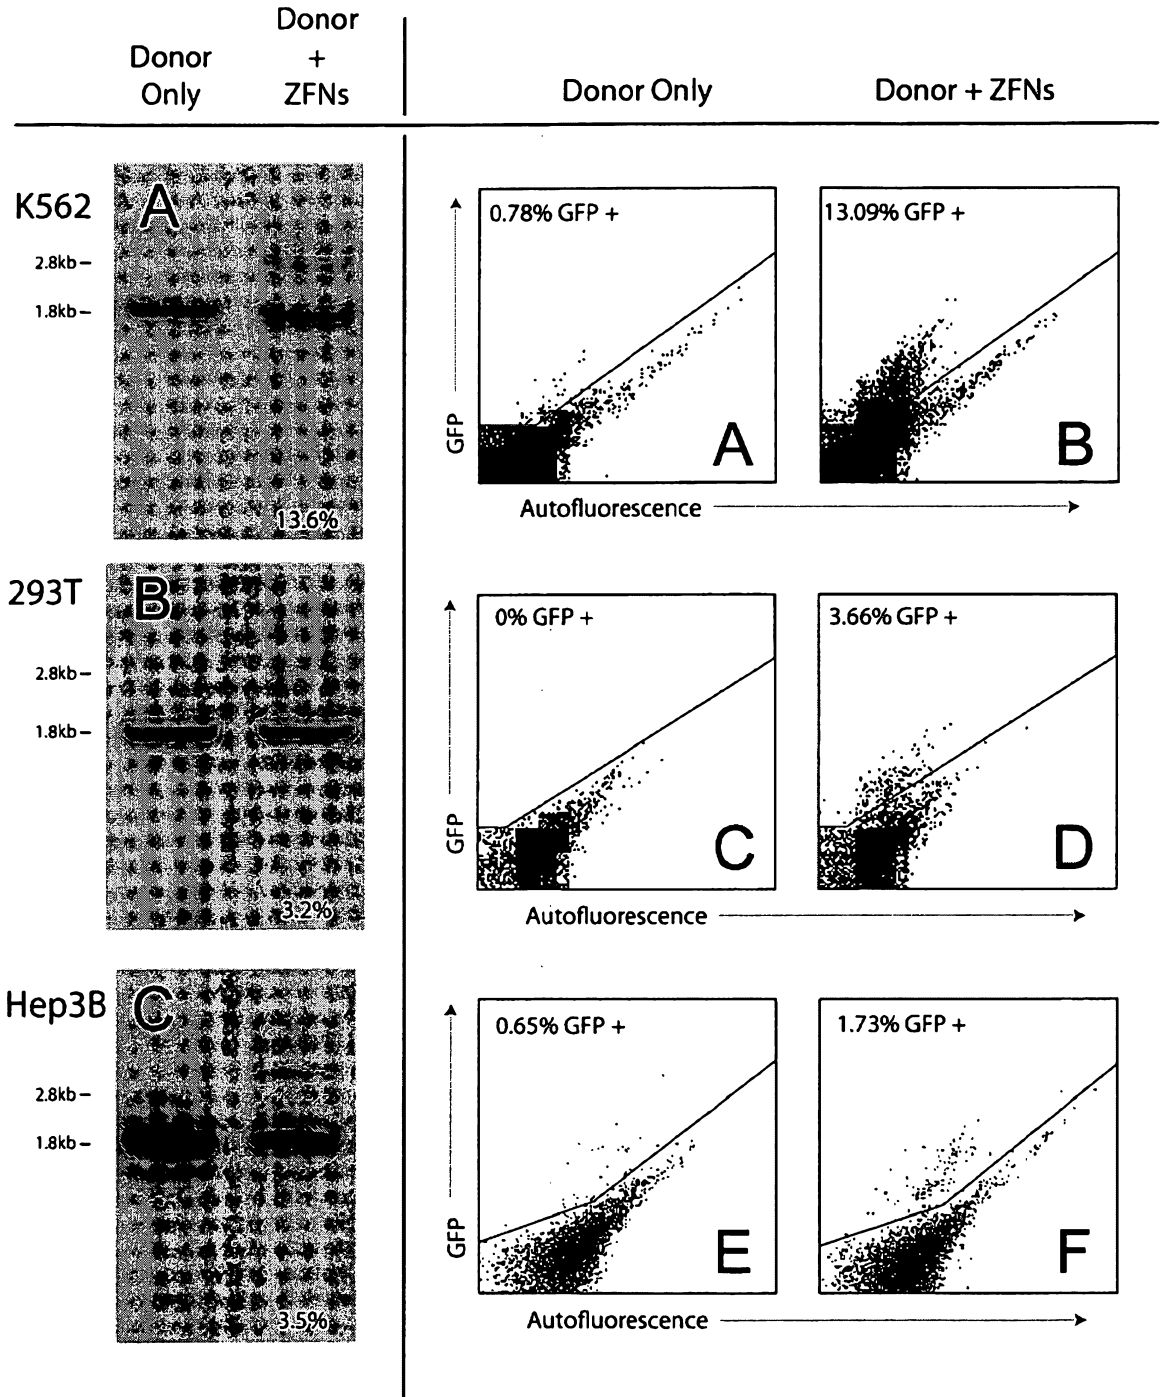 Donor
Only
Donor
+
ZFNs
Donor Only
Donor + ZFNs
K562
A
2.8kb
1.8kb
13.6%
0.78% GFP +
A
13.09% GFP +
B
GFP
Autofluorescence
293T
B
2.8kb
1.8kb
3.2%
0% GFP +
C
3.66% GFP +
D
GFP
Autofluorescence
Hep3B
C
2.8kb
1.8kb
3.5%
0.65% GFP +
E
1.73% GFP +
F
GFP
Autofluorescence